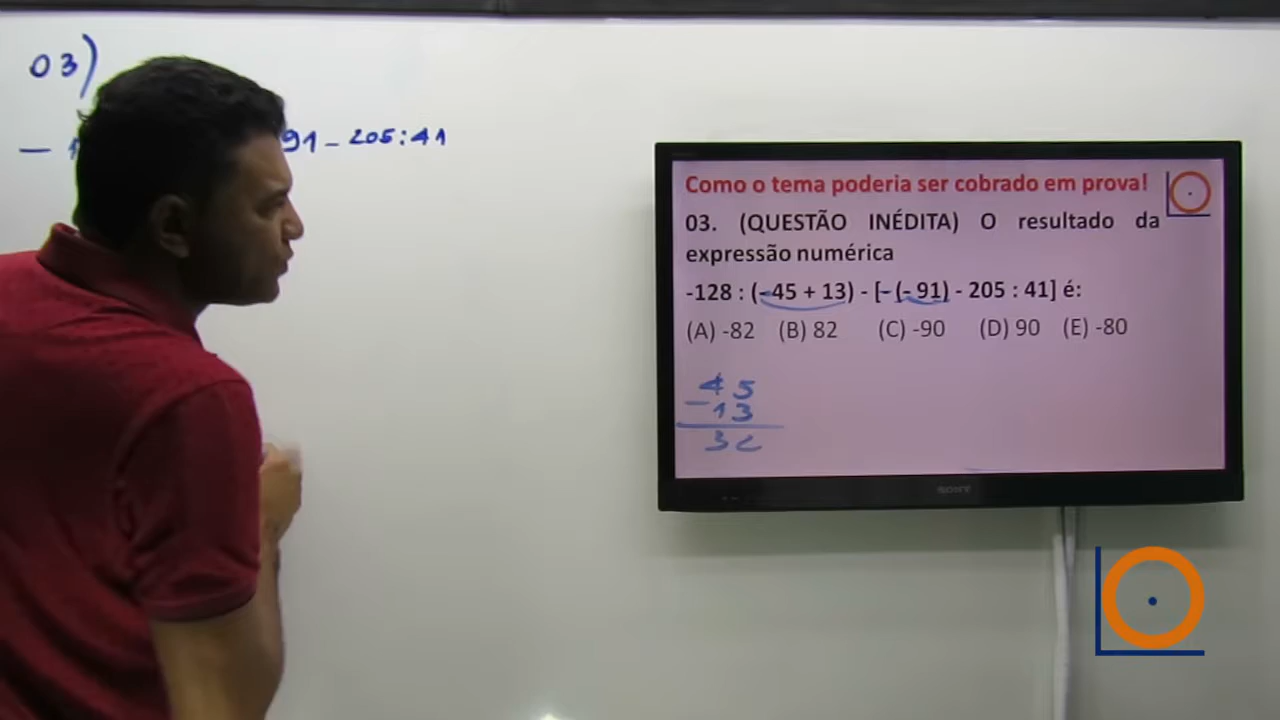 03)
91 - 205 : 41
Como o tema poderia ser cobrado em prova!
03. (QUESTÃO INÉDITA) O resultado da
expressão numérica
-128 : (-45 + 13) - [- (- 91) - 205 : 41] é:
(A) -82 (B) 82 (C) -90 (D) 90 (E) -80
45
-13
32
SONY